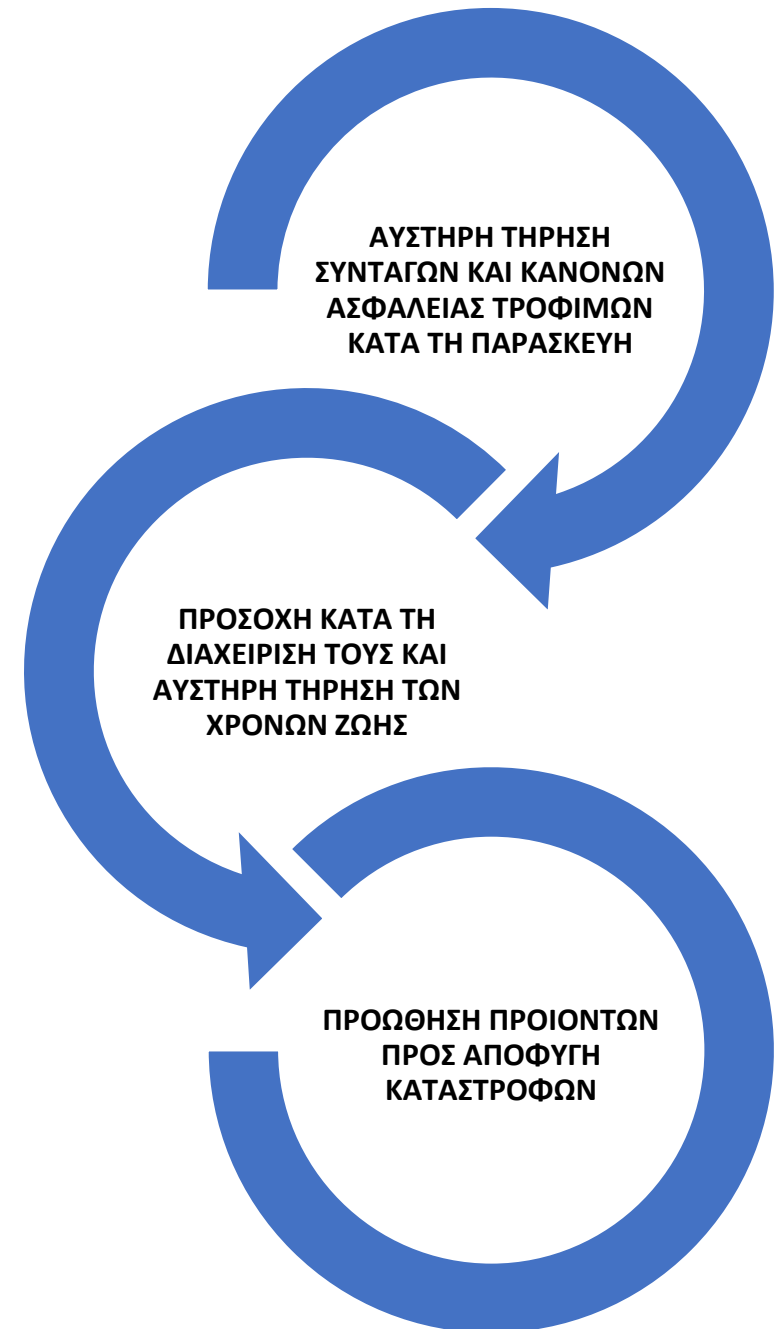 ΑΥΣΤΗΡΗ ΤΗΡΗΣΗ
ΣΥΝΤΑΓΩΝ ΚΑΙ ΚΑΝΟΝΩΝ
ΑΣΦΑΛΕΙΑΣ ΤΡΟΦΙΜΩΝ
ΚΑΤΑ ΤΗ ΠΑΡΑΣΚΕΥΗ
ΠΡΟΣΟΧΗ ΚΑΤΑ ΤΗ
ΔΙΑΧΕΙΡΙΣΗ ΤΟΥΣ ΚΑΙ
ΑΥΣΤΗΡΗ ΤΗΡΗΣΗ ΤΩΝ
ΧΡΟΝΩΝ ΖΩΗΣ
ΠΡΟΩΘΗΣΗ ΠΡΟΙΟΝΤΩΝ
ΠΡΟΣ ΑΠΟΦΥΓΗ
ΚΑΤΑΣΤΡΟΦΩΝ